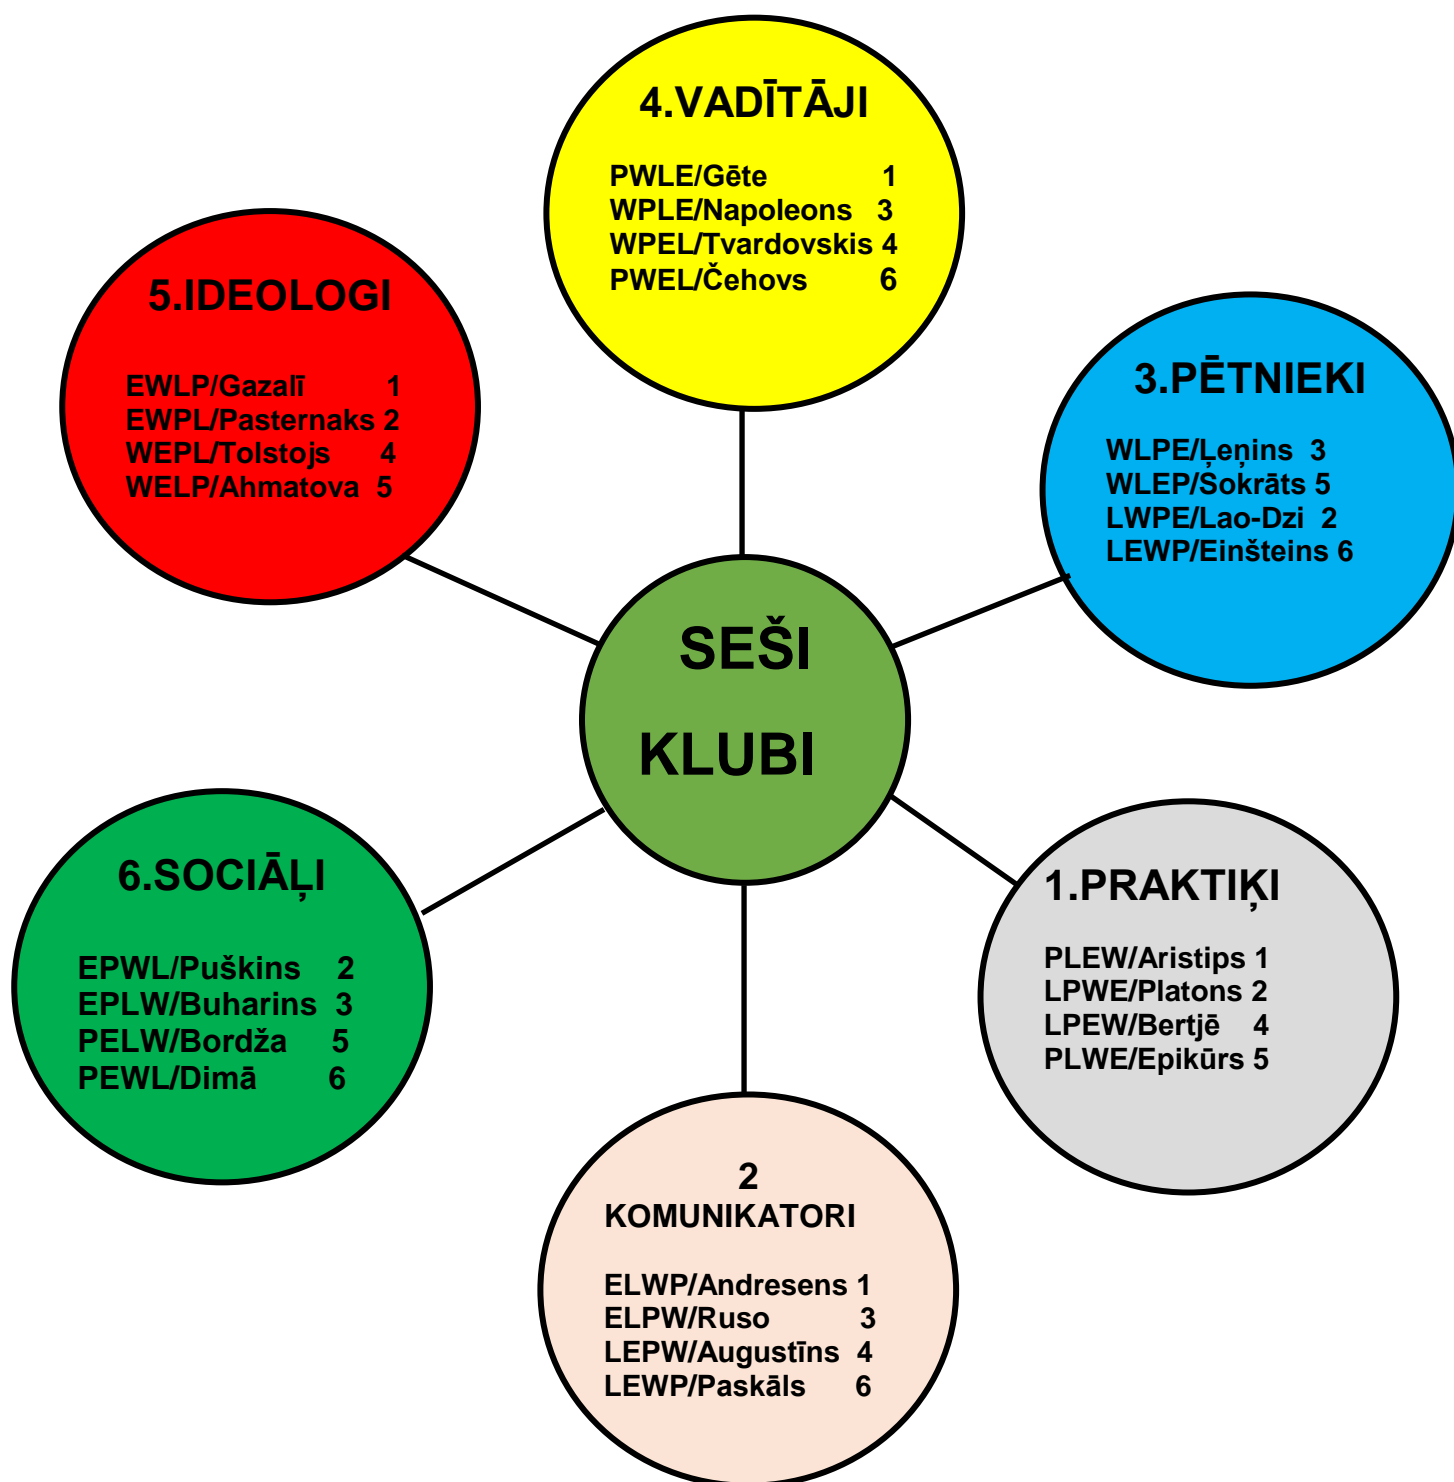 4.VADĪTĀJI
PWLE/Gēte 1
WPLE/Napoleons 3
WPEL/Tvardovskis 4
PWEL/Čehovs 6
5.IDEOLOGI
EWLP/Gazalī 1
EWPL/Pasternaks 2
WEPL/Tolstojs 4
WELP/Ahmatova 5
3.PĒTNIEKI
WLPE/Ļeņins 3
WLEP/Sokrāts 5
LWPE/Lao-Dzi 2
LEWP/Einšteins 6
SEŠI
KLUBI
6.SOCIĀĻI
EPWL/Puškins 2
EPLW/Buharins 3
PELW/Bordža 5
PEWL/Dimā 6
1.PRAKTIĶI
PLEW/Aristips 1
LPWE/Platons 2
LPEW/Bertjē 4
PLWE/Epikūrs 5
2
KOMUNIKATORI
ELWP/Andresens 1
ELPW/Ruso 3
LEPW/Augustīns 4
LEWP/Paskāls 6